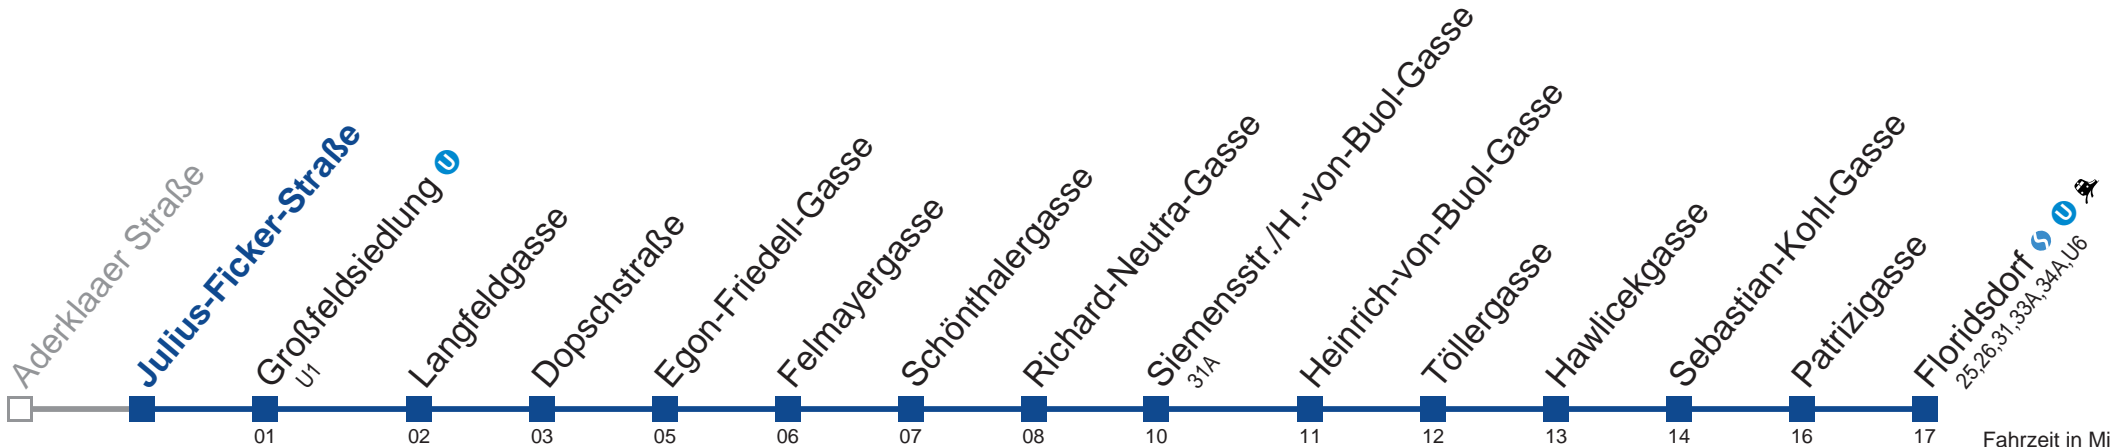 Aderklaaer Straße
Julius-Ficker-Straße
Großfeldsiedlung U
U1
Langfeldgasse
Dopschstraße
Egon-Friedell-Gasse
Felmayergasse
Schönthalergasse
Richard-Neutra-Gasse
Siemensstr./H.-von-Buol-Gasse
31A
Heinrich-von-Buol-Gasse
Töllergasse
Hawlicekgasse
Sebastian-Kohl-Gasse
Patrizigasse
Floridsdorf S U
25,26,31,33A,34A,U6
01 02 03 05 06 07 08 10 11 12 13 14 16 17
Fahrzeit in Mi